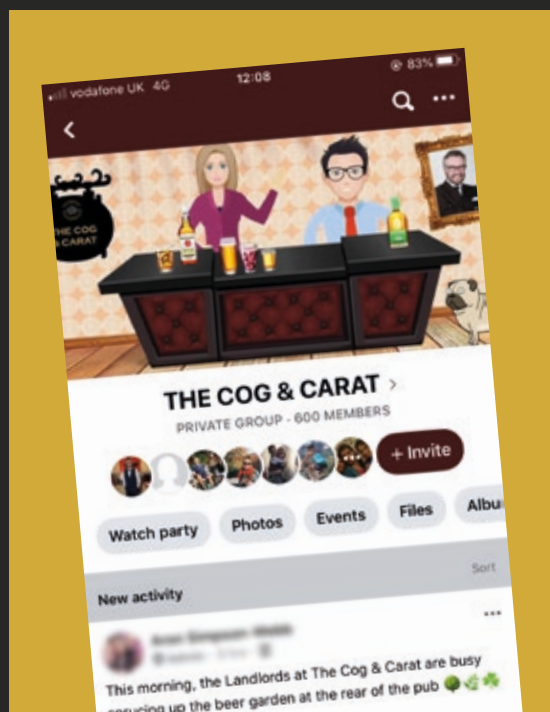 vodafone UK 4G 12:08 83%
THE COG
& CARAT
THE COG & CARAT >
PRIVATE GROUP · 600 MEMBERS
+ Invite
Watch party Photos Events Files Albu
New activity Sort
This morning, the Landlords at The Cog & Carat are busy
sprucing up the beer garden at the rear of the pub 🌳🌿☘️